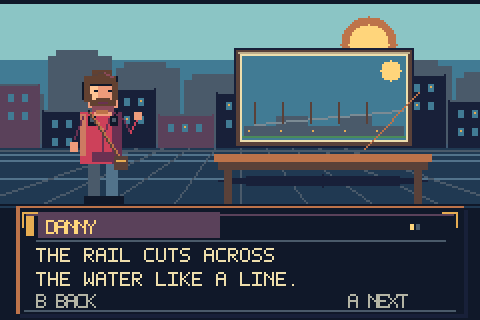 DANNY
THE RAIL CUTS ACROSS
THE WATER LIKE A LINE.
B BACK
A NEXT